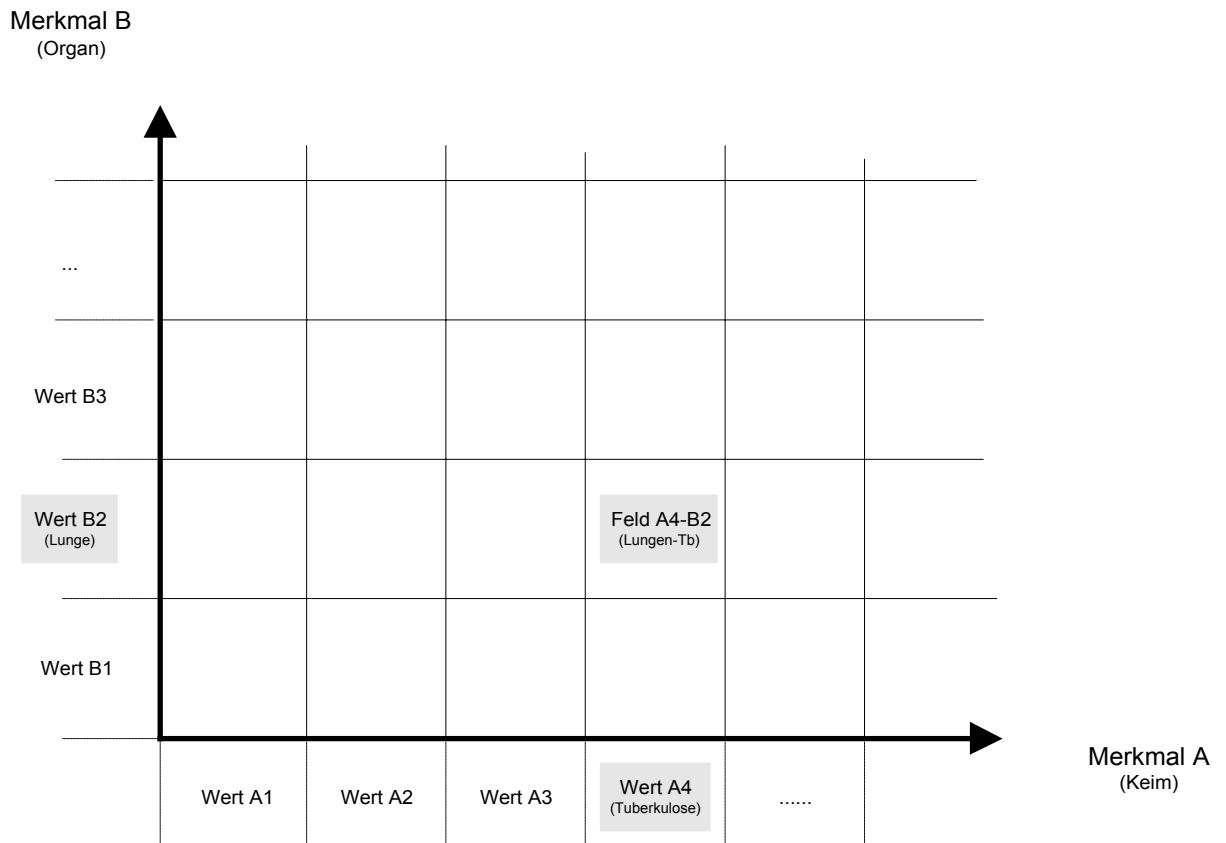 Merkmal B
(Organ)
...
Wert B3
Wert B2
(Lunge)
Feld A4-B2
(Lungen-Tb)
Wert B1
Merkmal A
(Keim)
Wert A1
Wert A2
Wert A3
Wert A4
(Tuberkulose)
......